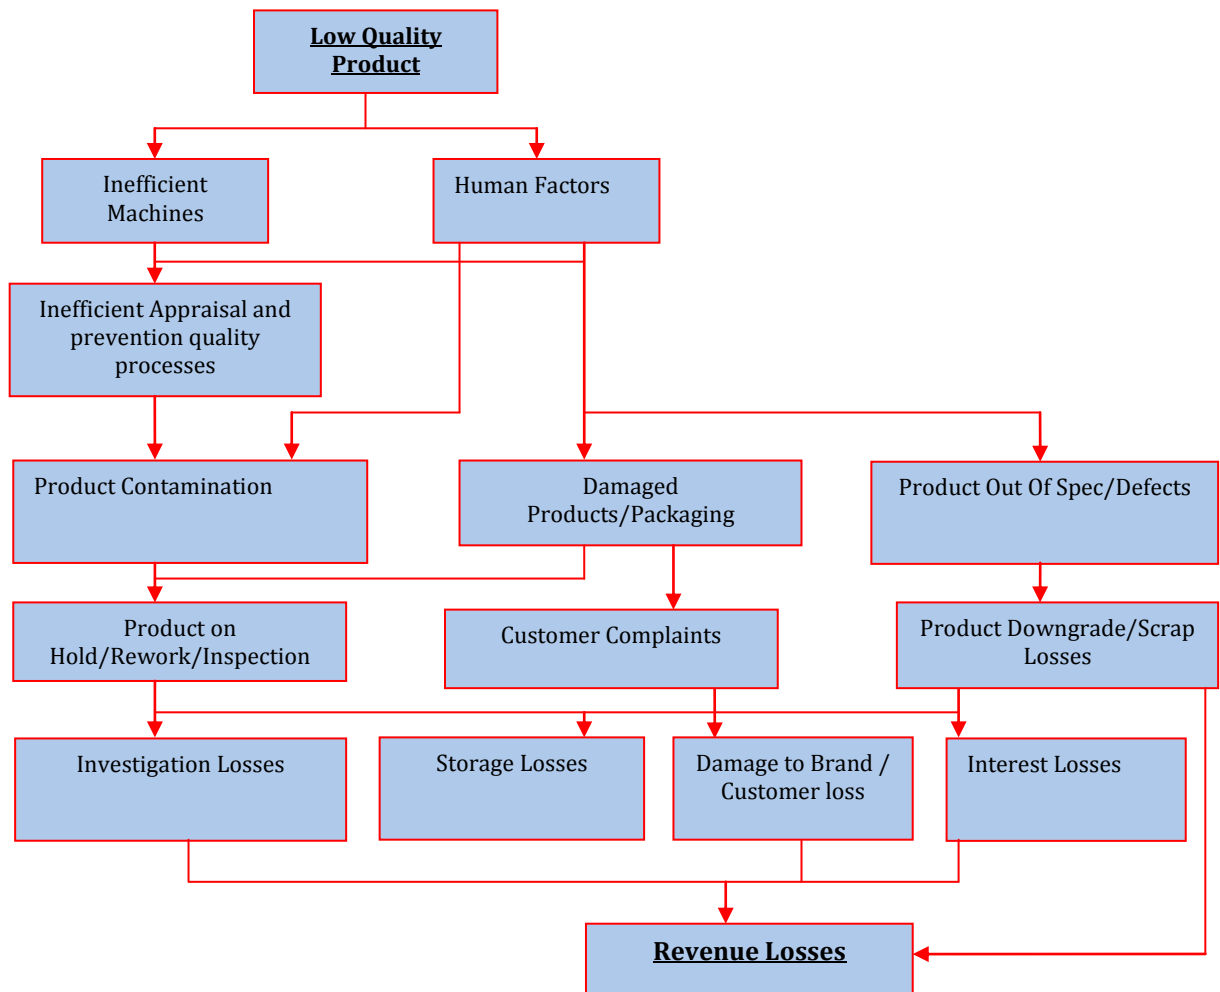 Low Quality
Product
Inefficient
Machines
Human Factors
Inefficient Appraisal and
prevention quality
processes
Product Contamination
Damaged
Products/Packaging
Product Out Of Spec/Defects
Product on
Hold/Rework/Inspection
Customer Complaints
Product Downgrade/Scrap
Losses
Investigation Losses
Storage Losses
Damage to Brand /
Customer loss
Interest Losses
Revenue Losses